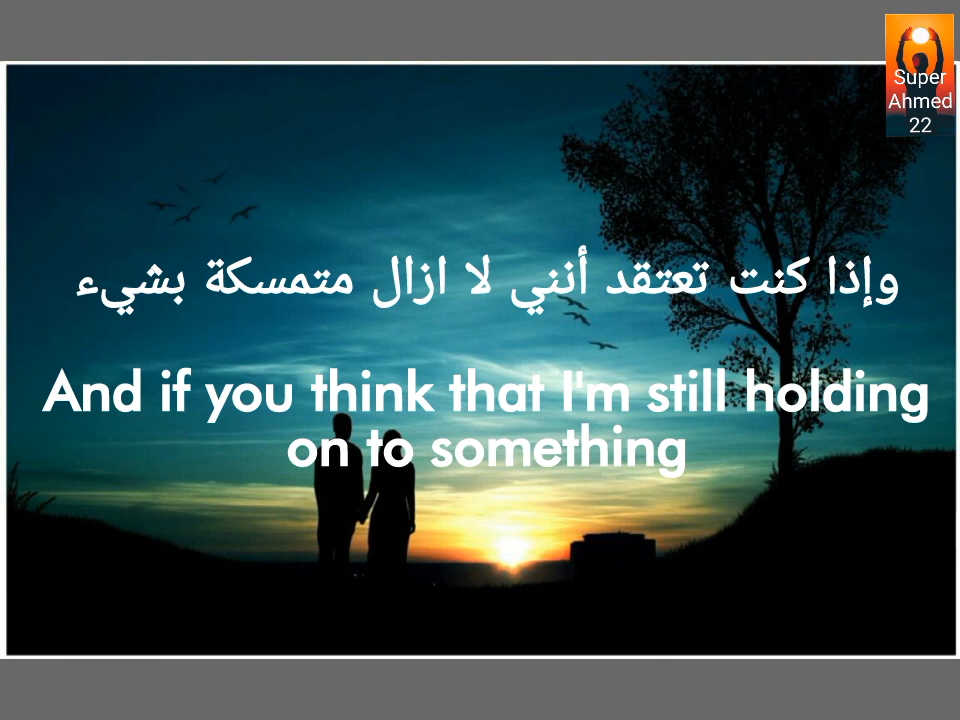 Super
Ahmed
22
وإذا كنت تعتقد أنني لا ازال متمسكة بشيء
And if you think that I'm still holding
on to something